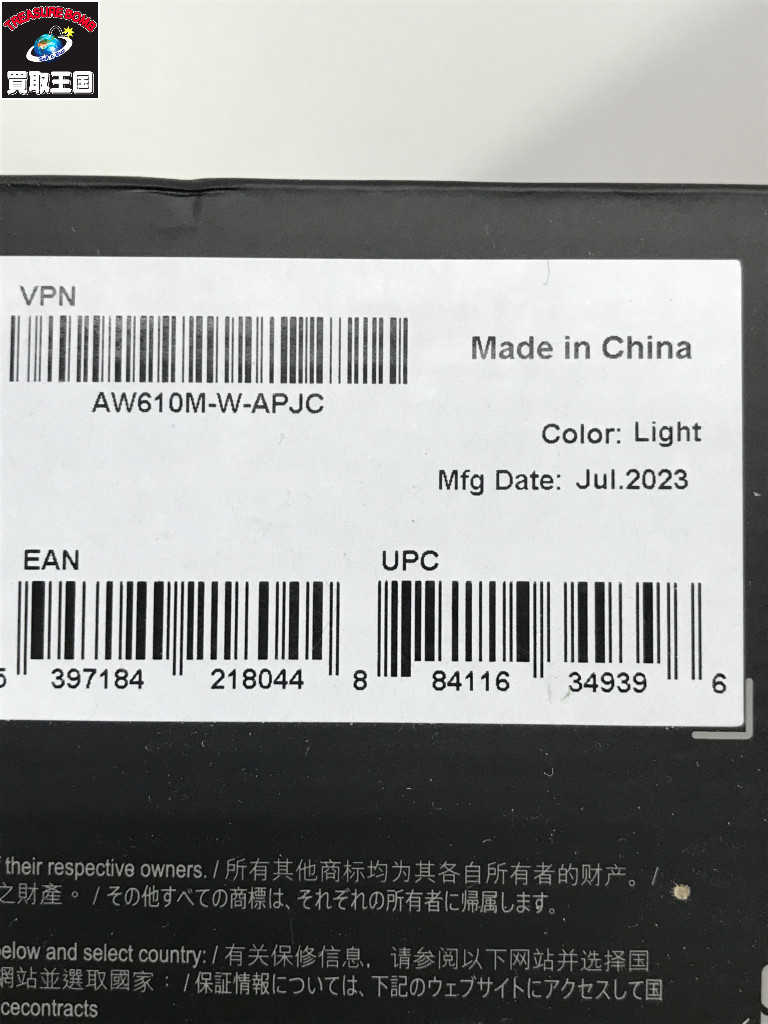 TREASURE BOMB
買取王国
VPN
AW610M-W-APJC
Made in China
Color: Light
Mfg Date: Jul.2023
EAN
UPC
5 397184 218044
8 84116 34939 6
their respective owners. / 所有其他商标均为其各自所有者的财产。 /
之財產。 / その他すべての商標は、それぞれの所有者に帰属します。
elow and select country: / 有关保修信息，请参阅以下网站并选择国
網站並選取國家： / 保証情報については、下記のウェブサイトにアクセスして国
cecontracts